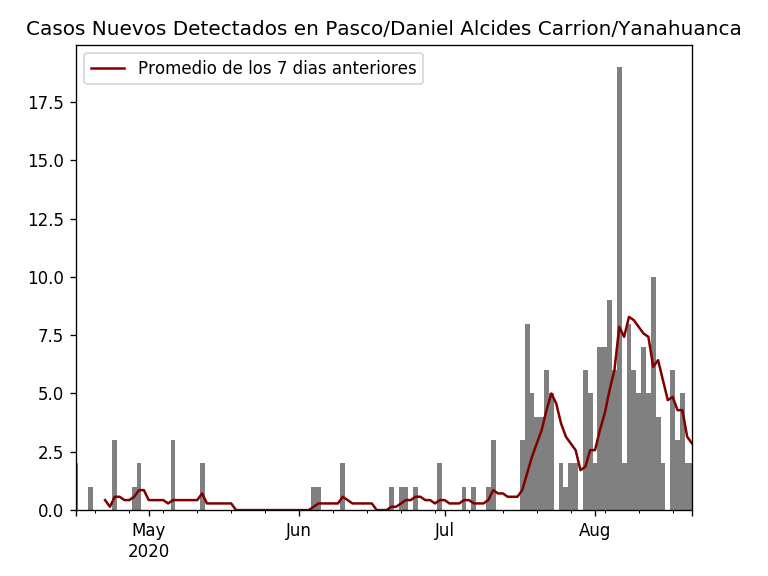 Casos Nuevos Detectados en Pasco/Daniel Alcides Carrion/Yanahuanca
Promedio de los 7 dias anteriores
17.5
15.0
12.5
10.0
7.5
5.0
2.5
0.0
May
2020
Jun
Jul
Aug